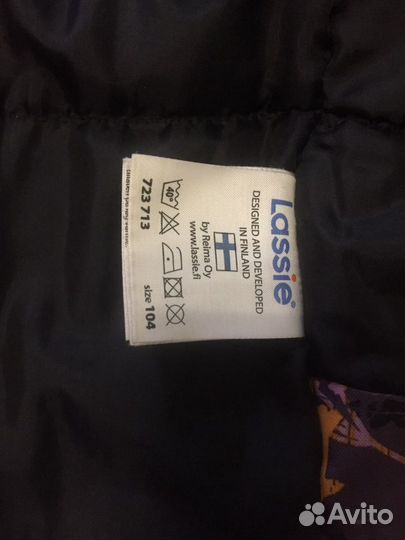 Lassie®
DESIGNED AND DEVELOPED
IN FINLAND
by Reima Oy
www.lassie.fi
40°
723 713
size 104
Avito